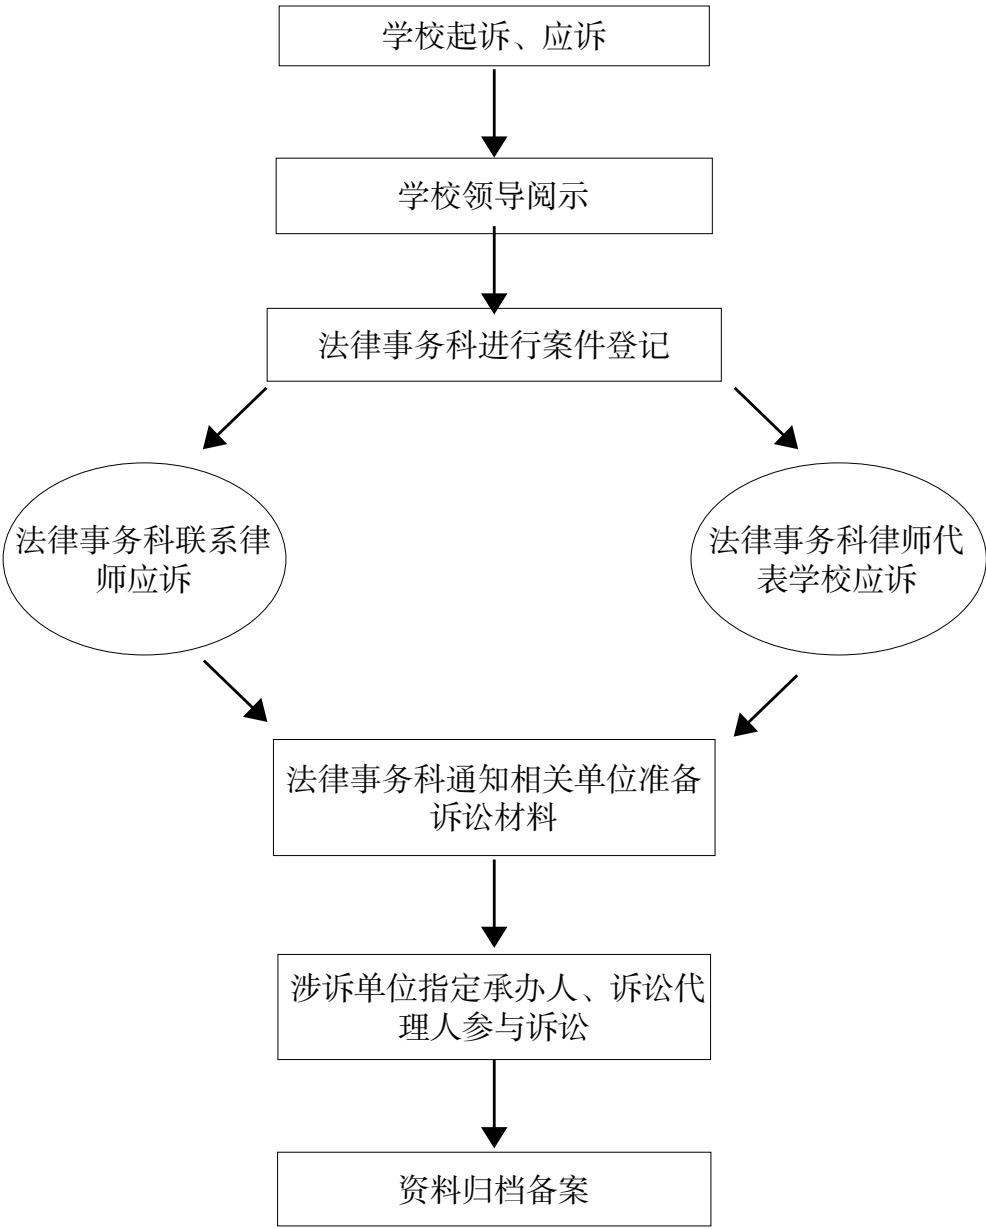 学校起诉、应诉
学校领导阅示
法律事务科进行案件登记
法律事务科联系律
师应诉
法律事务科律师代
表学校应诉
法律事务科通知相关单位准备
诉讼材料
涉诉单位指定承办人、诉讼代
理人参与诉讼
资料归档备案